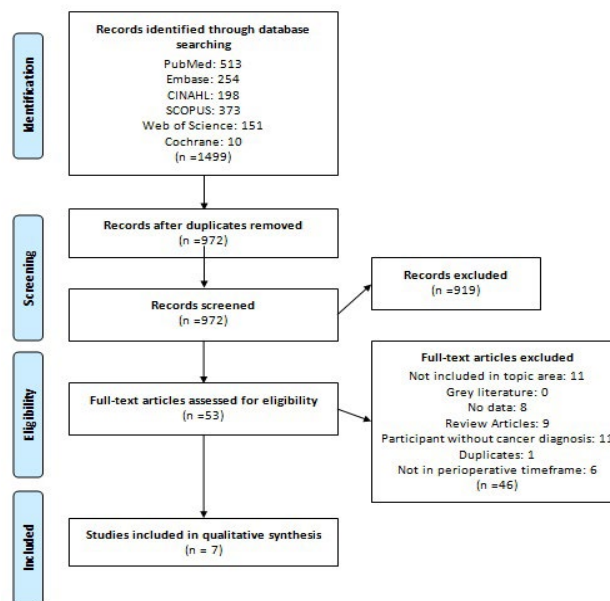 Identification
Records identified through database
searching
PubMed: 513
Embase: 254
CINAHL: 198
SCOPUS: 373
Web of Science: 151
Cochrane: 10
(n =1499)
Screening
Records after duplicates removed
(n =972)
Records screened
(n =972)
Records excluded
(n =919)
Eligibility
Full-text articles assessed for eligibility
(n =53)
Full-text articles excluded
Not included in topic area: 11
Grey literature: 0
No data: 8
Review Articles: 9
Participant without cancer diagnosis: 11
Duplicates: 1
Not in perioperative timeframe: 6
(n =46)
Included
Studies included in qualitative synthesis
(n = 7)